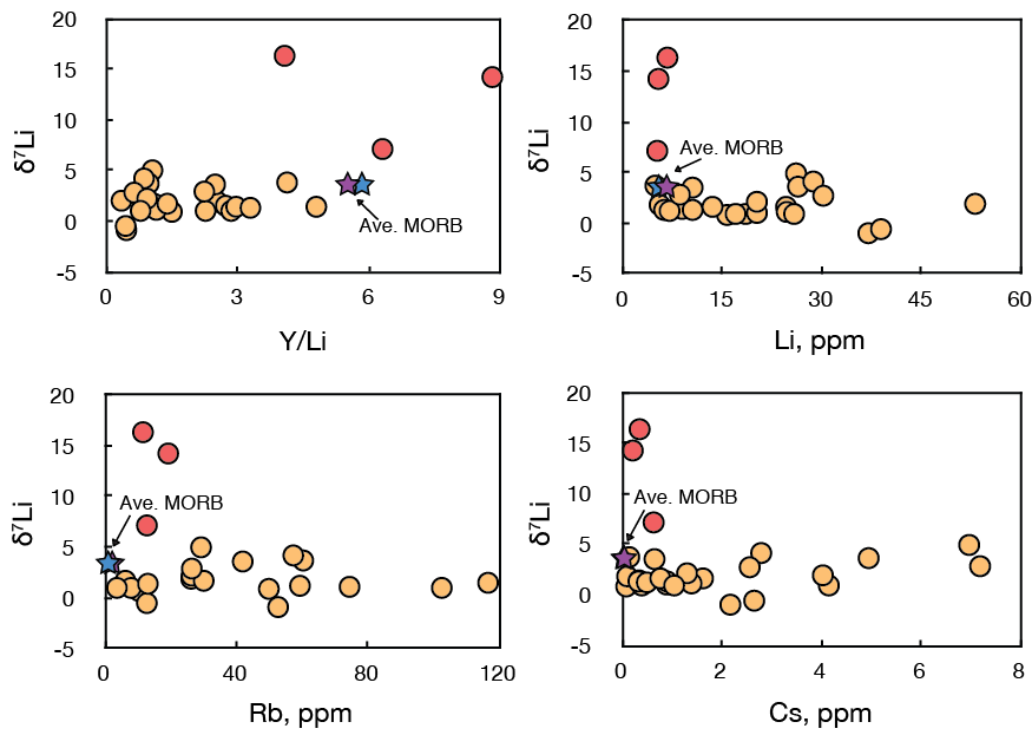 20
15
10
5
0
-5
δ⁷Li
Ave. MORB
0 3 6 9
Y/Li
20
15
10
5
0
-5
δ⁷Li
Ave. MORB
0 15 30 45 60
Li, ppm
20
15
10
5
0
-5
δ⁷Li
Ave. MORB
0 40 80 120
Rb, ppm
20
15
10
5
0
-5
δ⁷Li
Ave. MORB
0 2 4 6 8
Cs, ppm